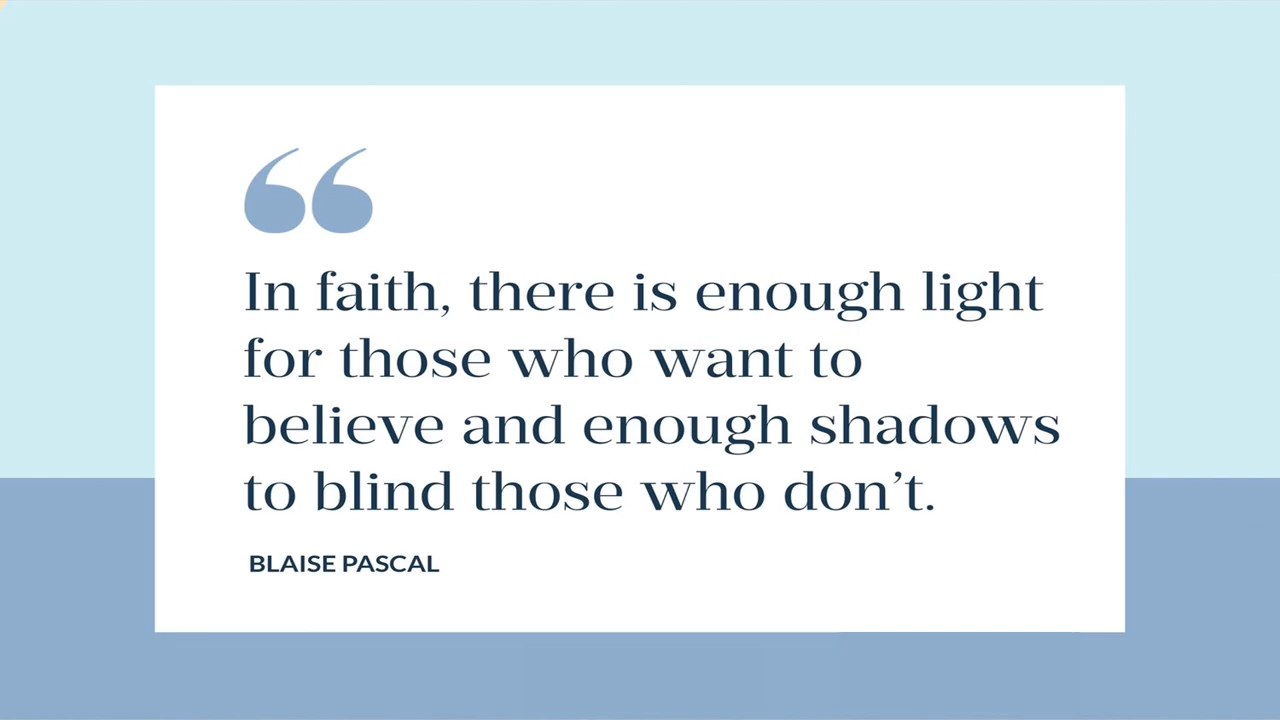 “
In faith, there is enough light
for those who want to
believe and enough shadows
to blind those who don’t.
BLAISE PASCAL